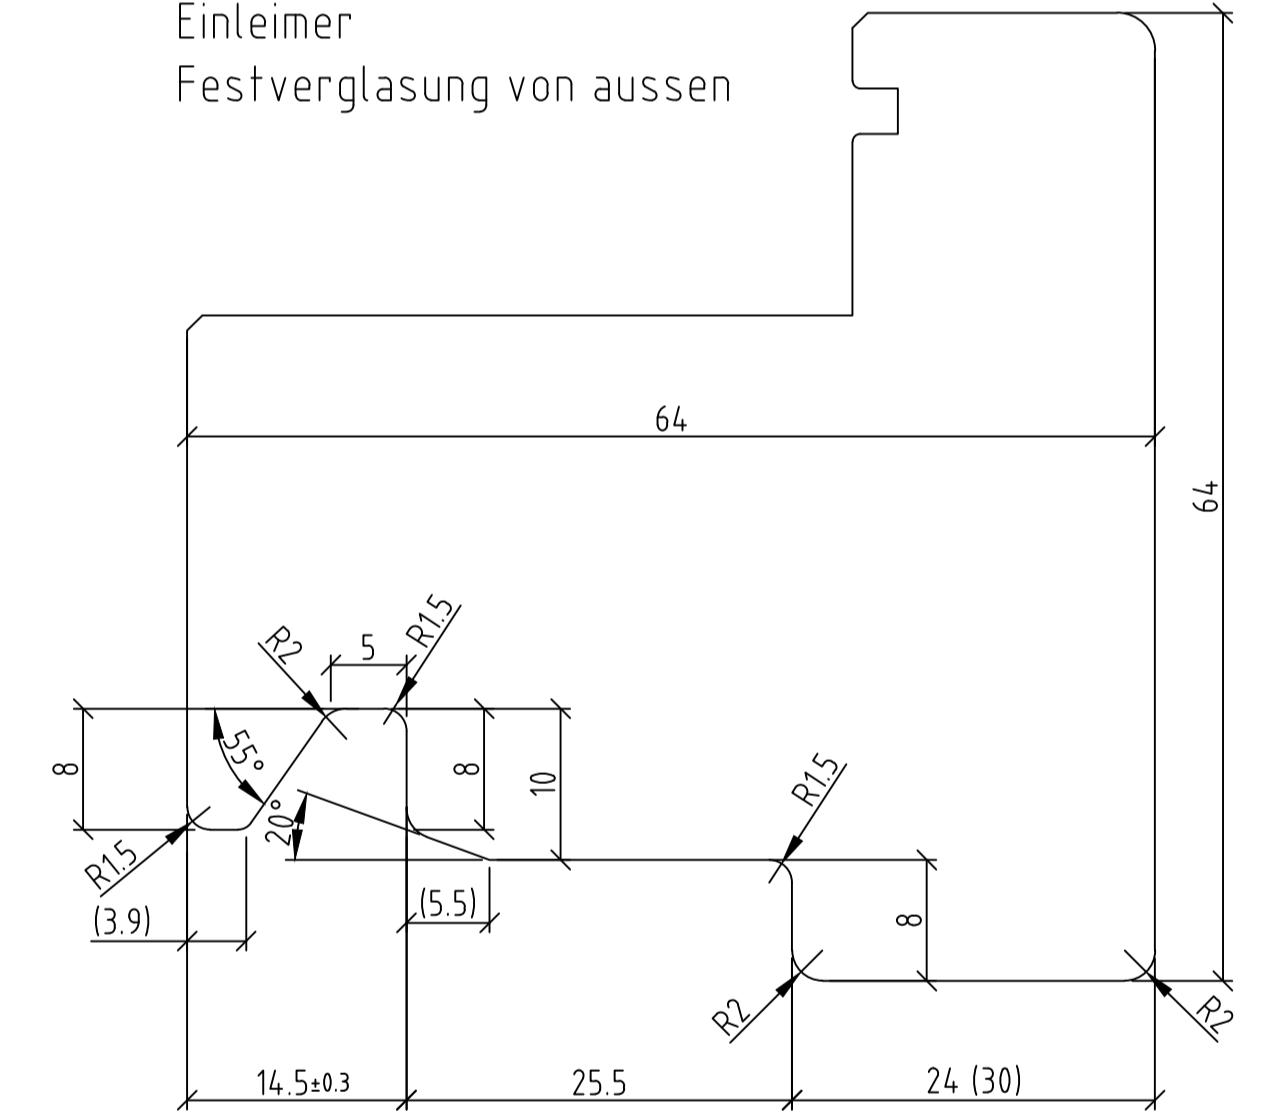 Einleimer
Festverglasung von aussen
64
64
R2
5
R1.5
8
55°
8
10
R1.5
20°
R1.5
(3.9)
(5.5)
8
R2
R2
14.5±0.3
25.5
24 (30)